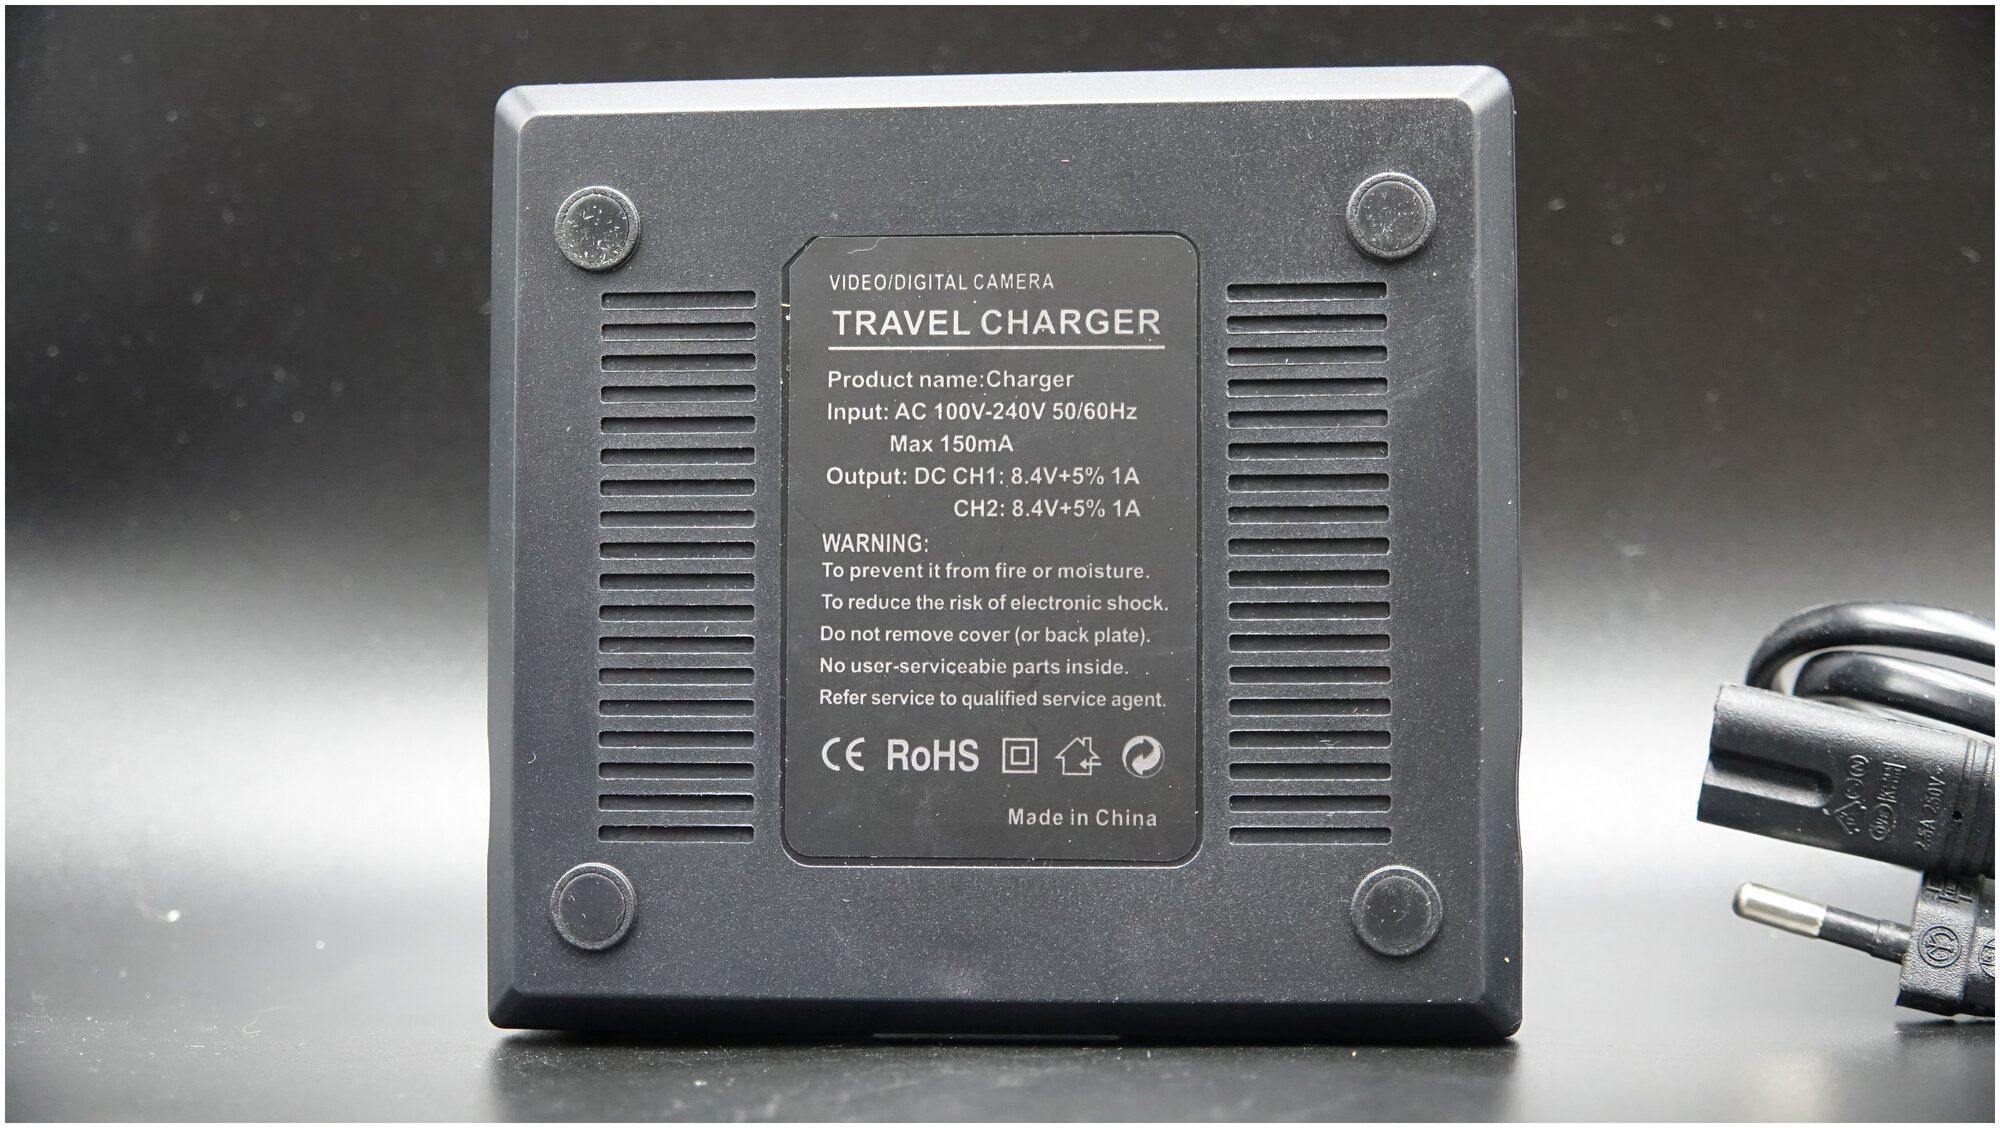 VIDEO/DIGITAL CAMERA
TRAVEL CHARGER
Product name:Charger
Input: AC 100V-240V 50/60Hz
Max 150mA
Output: DC CH1: 8.4V+5% 1A
CH2: 8.4V+5% 1A
WARNING:
To prevent it from fire or moisture.
To reduce the risk of electronic shock.
Do not remove cover (or back plate).
No user-serviceabie parts inside.
Refer service to qualified service agent.
CE RoHS
Made in China
2.5A 250V~